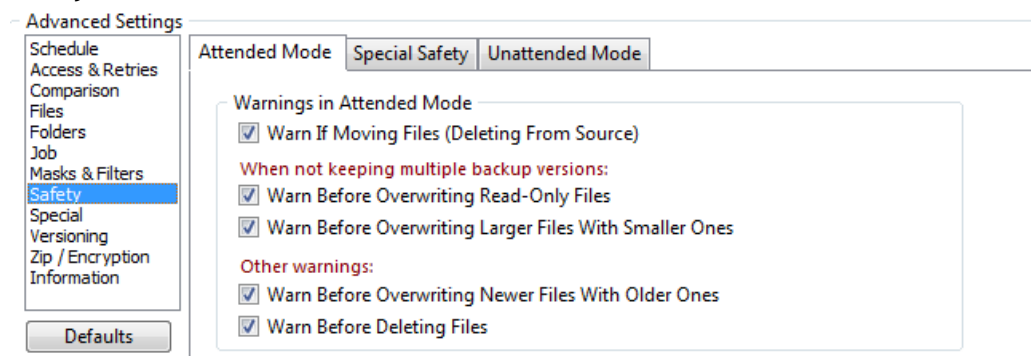 Advanced Settings
Schedule
Access & Retries
Comparison
Files
Folders
Job
Masks & Filters
Safety
Special
Versioning
Zip / Encryption
Information
Defaults
Attended Mode Special Safety Unattended Mode
Warnings in Attended Mode
Warn If Moving Files (Deleting From Source)
When not keeping multiple backup versions:
Warn Before Overwriting Read-Only Files
Warn Before Overwriting Larger Files With Smaller Ones
Other warnings:
Warn Before Overwriting Newer Files With Older Ones
Warn Before Deleting Files